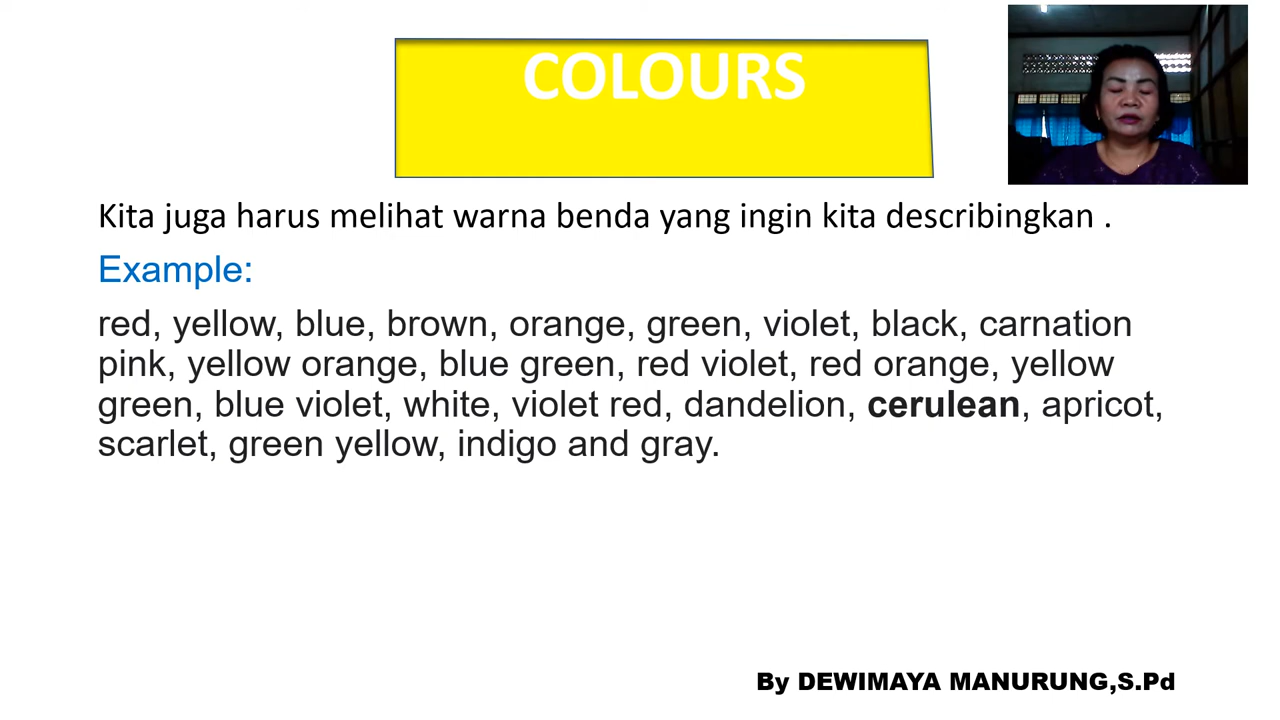 COLOURS
Kita juga harus melihat warna benda yang ingin kita describingkan .
Example:
red, yellow, blue, brown, orange, green, violet, black, carnation
pink, yellow orange, blue green, red violet, red orange, yellow
green, blue violet, white, violet red, dandelion, cerulean, apricot,
scarlet, green yellow, indigo and gray.
By DEWIMAYA MANURUNG,S.Pd